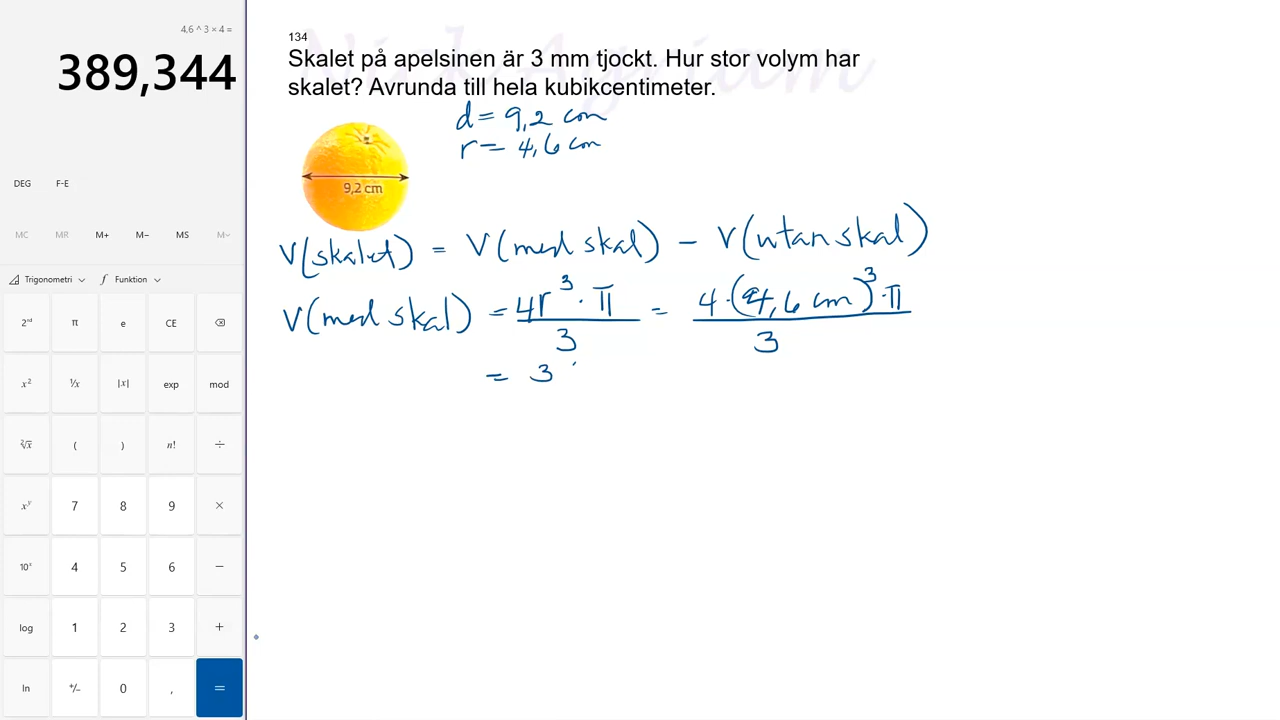 4,6 ^ 3 × 4 =
389,344
DEG F-E
MC MR M+ M− MS M˅
Trigonometri Funktion
2ⁿᵈ π e CE
x² ¹⁄x |x| exp mod
²√x ( ) n! ÷
xʸ 7 8 9 ×
10ˣ 4 5 6 −
log 1 2 3 +
ln +/− 0 , =
134
Skalet på apelsinen är 3 mm tjockt. Hur stor volym har
skalet? Avrunda till hela kubikcentimeter.
d = 9,2 cm
r = 4,6 cm
9,2 cm
V(skalet) = V(med skal) − V(utan skal)
V(med skal) = 4r³·π / 3 = 4·(4,6 cm)³·π / 3
= 3